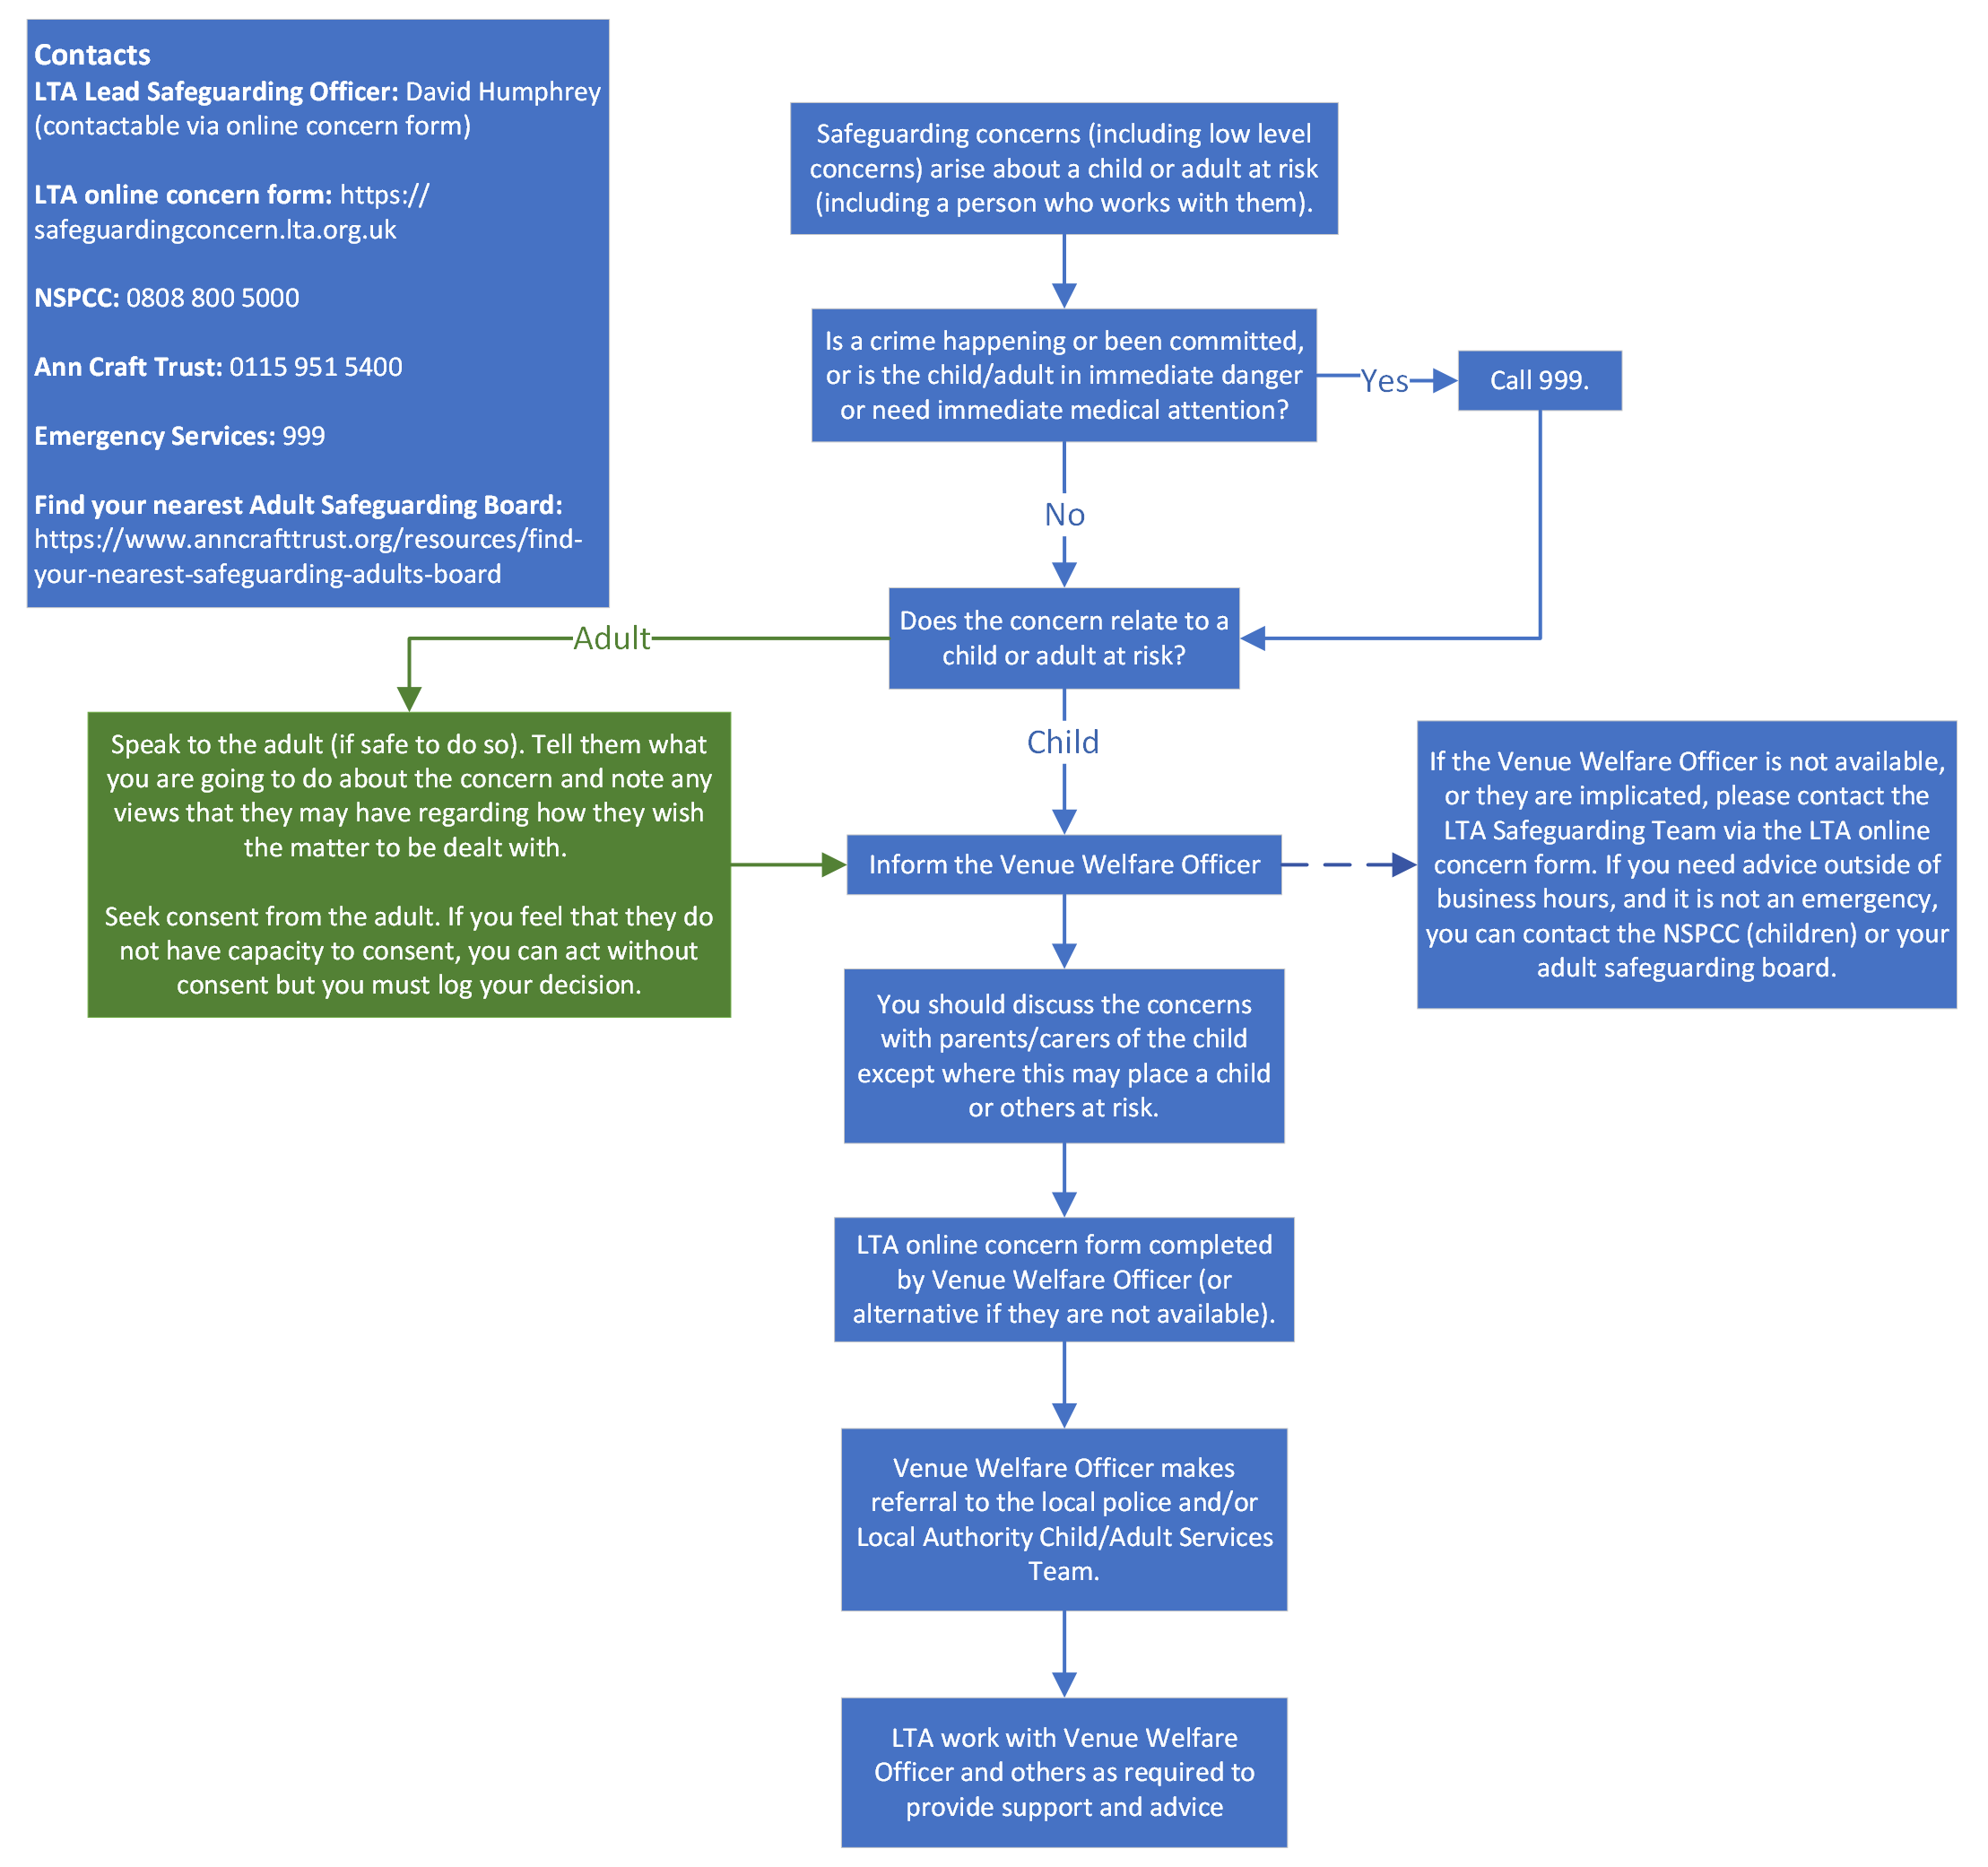 Contacts
LTA Lead Safeguarding Officer: David Humphrey
(contactable via online concern form)
LTA online concern form: https://
safeguardingconcern.lta.org.uk
NSPCC: 0808 800 5000
Ann Craft Trust: 0115 951 5400
Emergency Services: 999
Find your nearest Adult Safeguarding Board:
https://www.anncrafttrust.org/resources/find-
your-nearest-safeguarding-adults-board
Safeguarding concerns (including low level
concerns) arise about a child or adult at risk
(including a person who works with them).
Is a crime happening or been committed,
or is the child/adult in immediate danger
or need immediate medical attention?
Yes
Call 999.
No
Does the concern relate to a
child or adult at risk?
Adult
Child
Speak to the adult (if safe to do so). Tell them what
you are going to do about the concern and note any
views that they may have regarding how they wish
the matter to be dealt with.
Seek consent from the adult. If you feel that they do
not have capacity to consent, you can act without
consent but you must log your decision.
Inform the Venue Welfare Officer
If the Venue Welfare Officer is not available,
or they are implicated, please contact the
LTA Safeguarding Team via the LTA online
concern form. If you need advice outside of
business hours, and it is not an emergency,
you can contact the NSPCC (children) or your
adult safeguarding board.
You should discuss the concerns
with parents/carers of the child
except where this may place a child
or others at risk.
LTA online concern form completed
by Venue Welfare Officer (or
alternative if they are not available).
Venue Welfare Officer makes
referral to the local police and/or
Local Authority Child/Adult Services
Team.
LTA work with Venue Welfare
Officer and others as required to
provide support and advice